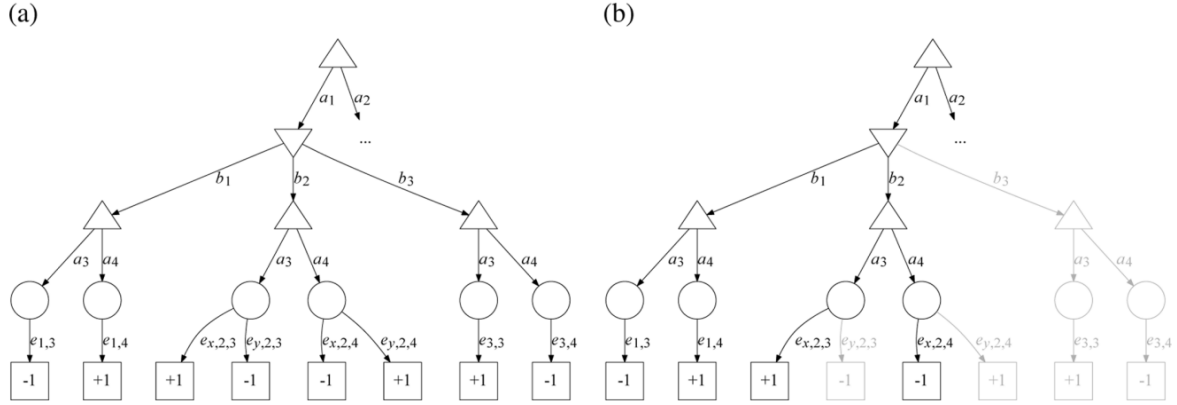 (a)
(b)
a1 a2
...
b1 b2 b3
a3 a4 a3 a4 a3 a4
e1,3 e1,4 ex,2,3 ey,2,3 ex,2,4 ey,2,4 e3,3 e3,4
-1 +1 +1 -1 -1 +1 +1 -1
a1 a2
...
b1 b2 b3
a3 a4 a3 a4 a3 a4
e1,3 e1,4 ex,2,3 ey,2,3 ex,2,4 ey,2,4 e3,3 e3,4
-1 +1 +1 -1 -1 +1 +1 -1